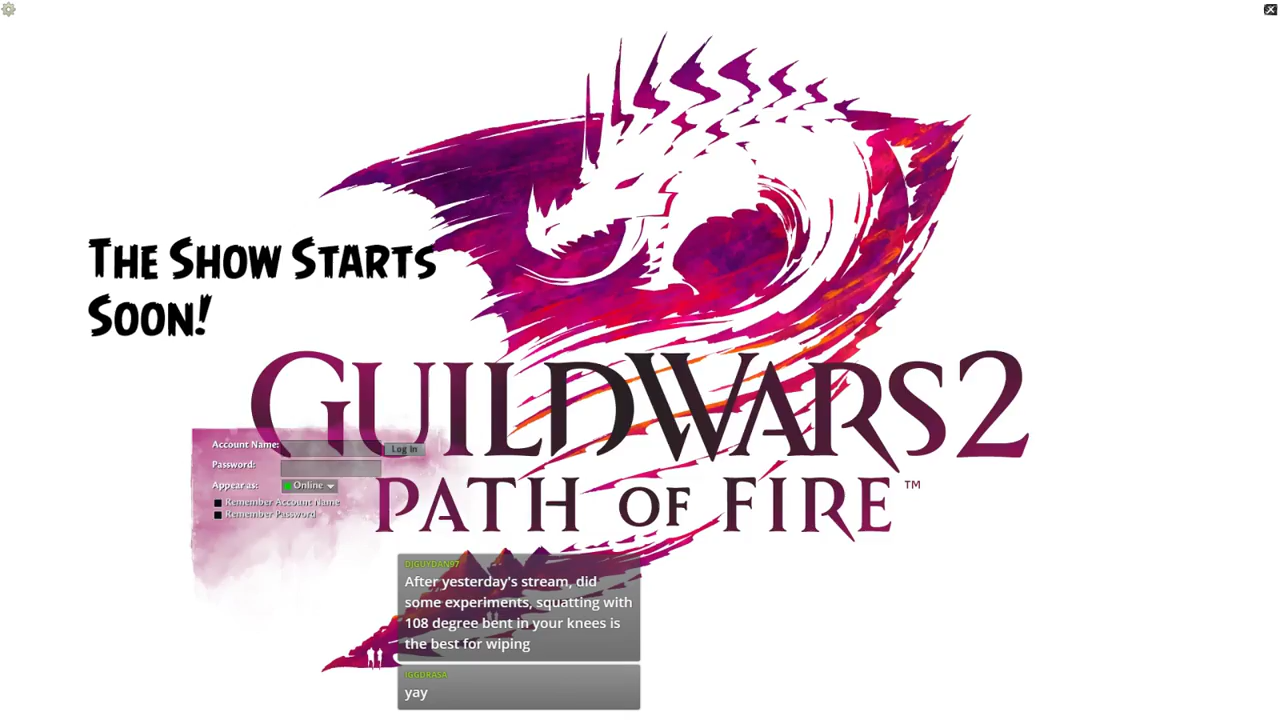 THE SHOW STARTS
SOON!
GUILDWARS2
Account Name:
Log In
Password:
PATH OF FIRE™
Appear as:
Online
Remember Account Name
Remember Password
DJGUYDAN97
After yesterday's stream, did
some experiments, squatting with
108 degree bent in your knees is
the best for wiping
IGGDRASA
yay